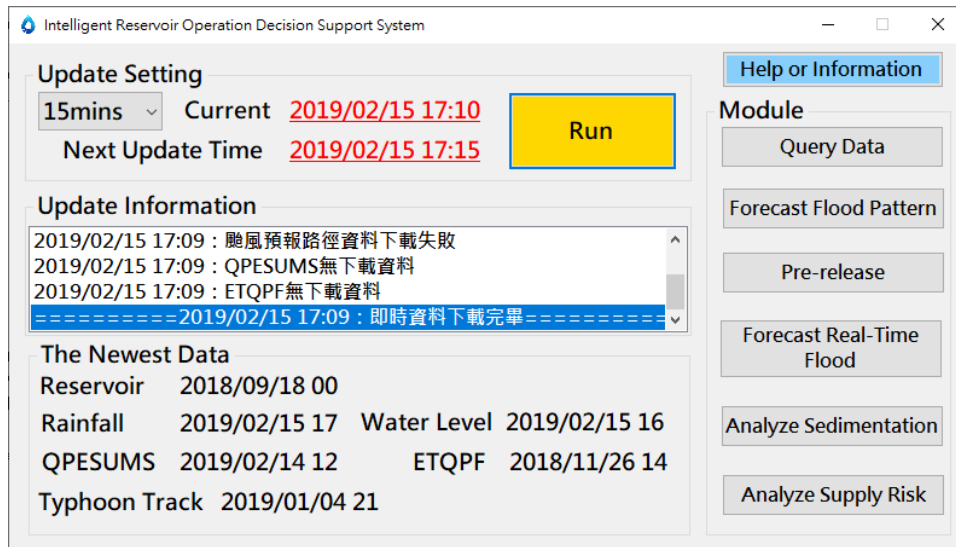 Intelligent Reservoir Operation Decision Support System
Update Setting
15mins Current 2019/02/15 17:10
Next Update Time 2019/02/15 17:15
Run
Update Information
2019/02/15 17:09：颱風預報路徑資料下載失敗
2019/02/15 17:09：QPESUMS無下載資料
2019/02/15 17:09：ETQPF無下載資料
==========2019/02/15 17:09：即時資料下載完畢==========
The Newest Data
Reservoir 2018/09/18 00
Rainfall 2019/02/15 17 Water Level 2019/02/15 16
QPESUMS 2019/02/14 12 ETQPF 2018/11/26 14
Typhoon Track 2019/01/04 21
Help or Information
Module
Query Data
Forecast Flood Pattern
Pre-release
Forecast Real-Time
Flood
Analyze Sedimentation
Analyze Supply Risk